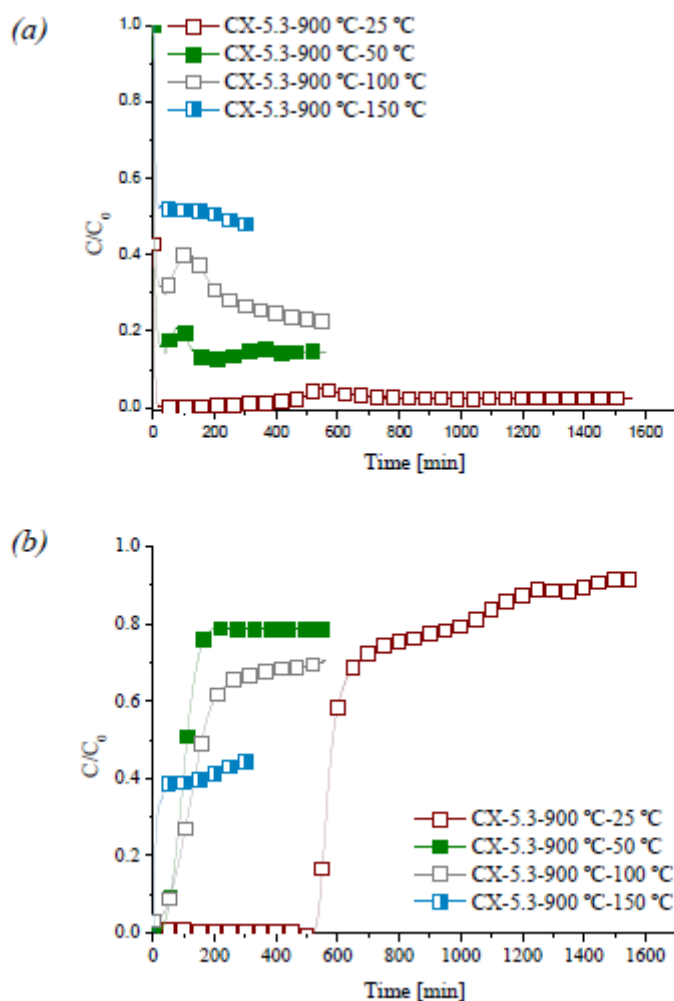 (a)
CX-5.3-900 ℃-25 ℃
CX-5.3-900 ℃-50 ℃
CX-5.3-900 ℃-100 ℃
CX-5.3-900 ℃-150 ℃
1.0
0.8
0.6
0.4
0.2
0.0
C/C0
0 200 400 600 800 1000 1200 1400 1600
Time [min]
(b)
1.0
0.8
0.6
0.4
0.2
0.0
C/C0
CX-5.3-900 ℃-25 ℃
CX-5.3-900 ℃-50 ℃
CX-5.3-900 ℃-100 ℃
CX-5.3-900 ℃-150 ℃
0 200 400 600 800 1000 1200 1400 1600
Time [min]